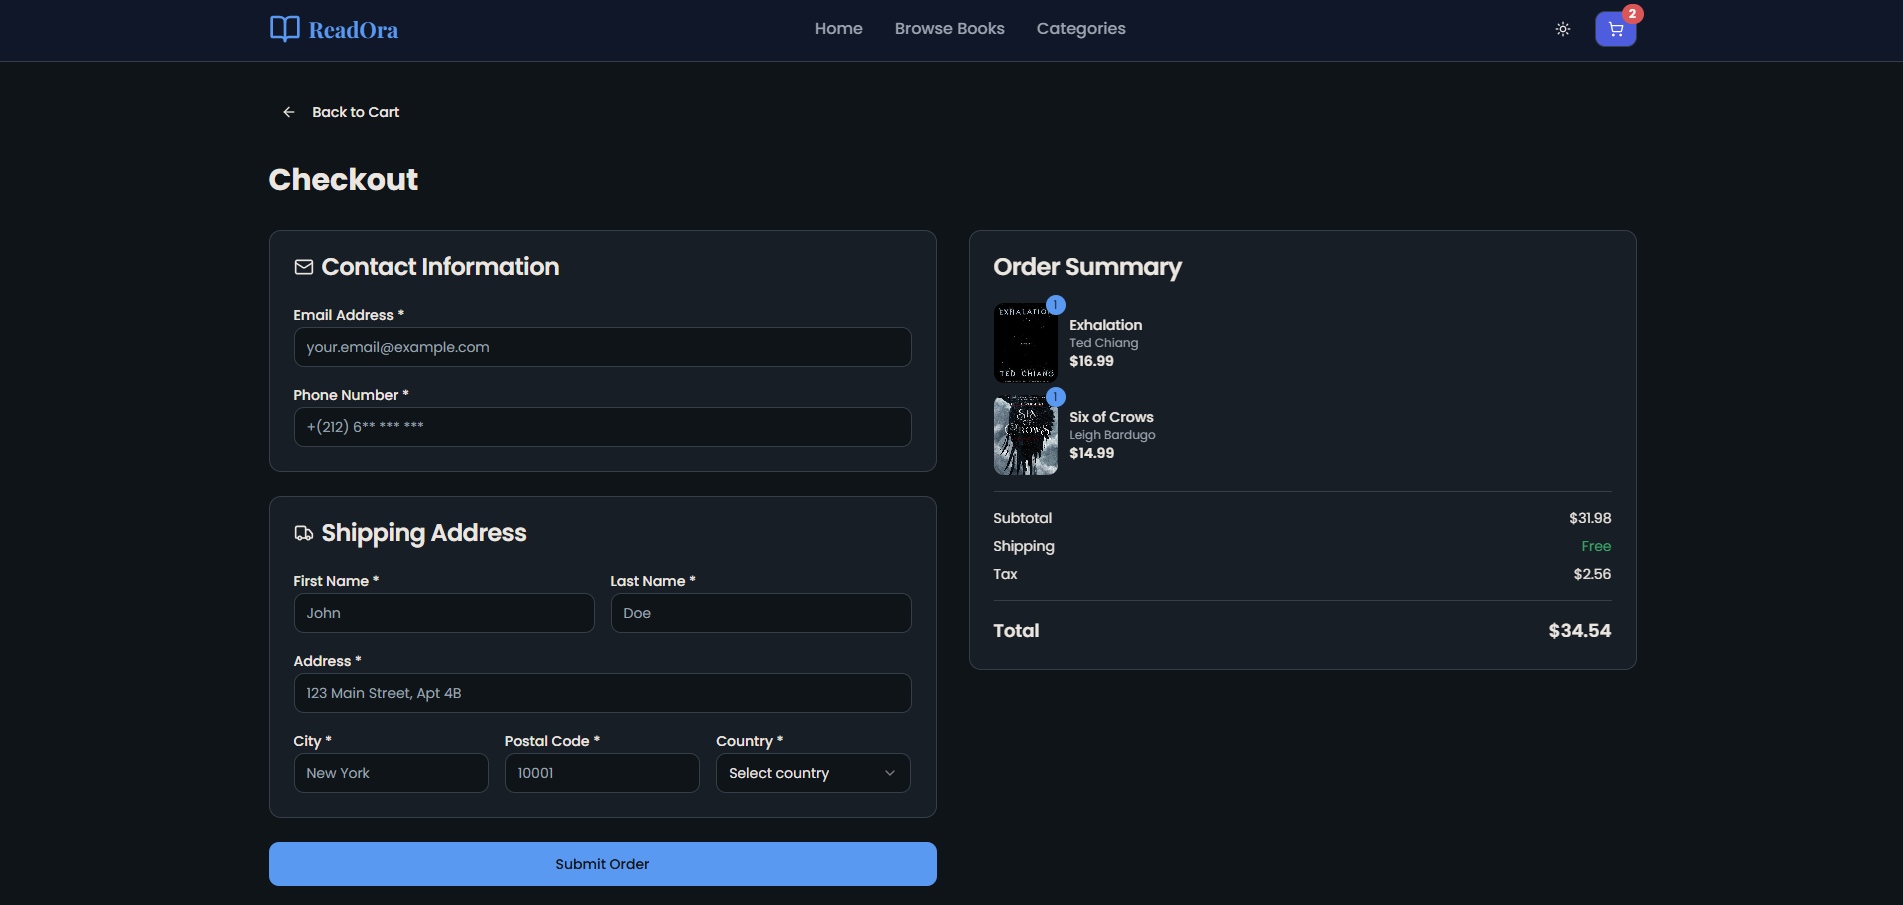 ReadOra
Home Browse Books Categories
2
Back to Cart
Checkout
Contact Information
Email Address *
your.email@example.com
Phone Number *
+(212) 6** *** ***
Shipping Address
First Name * Last Name *
John Doe
Address *
123 Main Street, Apt 4B
City * Postal Code * Country *
New York 10001 Select country
Submit Order
Order Summary
1
EXHALATION
TED CHIANG
Exhalation
Ted Chiang
$16.99
1
SIX
OF
CROWS
Six of Crows
Leigh Bardugo
$14.99
Subtotal $31.98
Shipping Free
Tax $2.56
Total $34.54